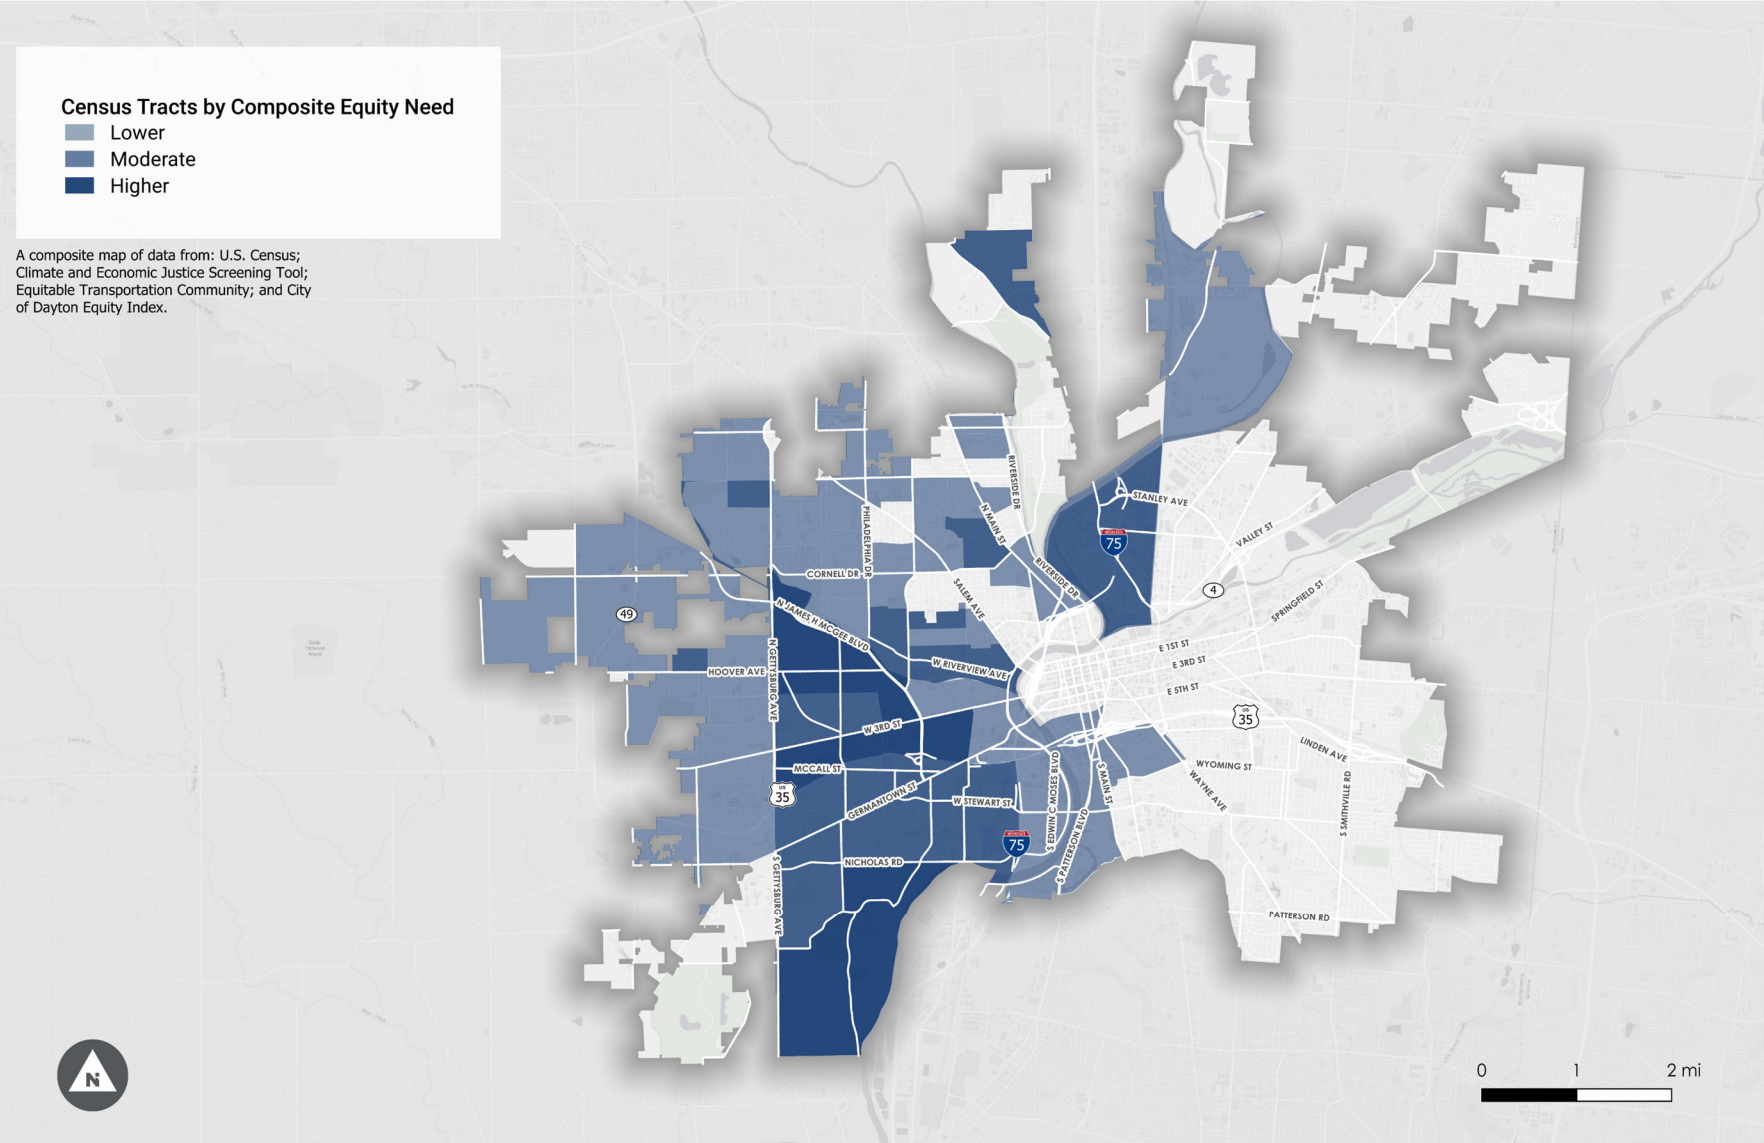 Census Tracts by Composite Equity Need
Lower
Moderate
Higher
A composite map of data from: U.S. Census;
Climate and Economic Justice Screening Tool;
Equitable Transportation Community; and City
of Dayton Equity Index.
RIVERSIDE DR
STANLEY AVE
N MAIN ST
PHILADELPHIA DR
INTERSTATE
75
VALLEY ST
CORNELL DR
RIVERSIDE DR
SALEM AVE
4
SPRINGFIELD ST
49
N JAMES H MCGEE BLVD
E 1ST ST
E 3RD ST
HOOVER AVE
N GETTYSBURG AVE
W RIVERVIEW AVE
E 5TH ST
US
35
W 3RD ST
LINDEN AVE
MCCALL ST
WYOMING ST
US
35
GERMANTOWN ST
W STEWART ST
S EDWIN C MOSES BLVD
S MAIN ST
WAYNE AVE
S SMITHVILLE RD
INTERSTATE
75
S PATTERSON BLVD
NICHOLAS RD
S GETTYSBURG AVE
PATTERSON RD
N
0 1 2 mi